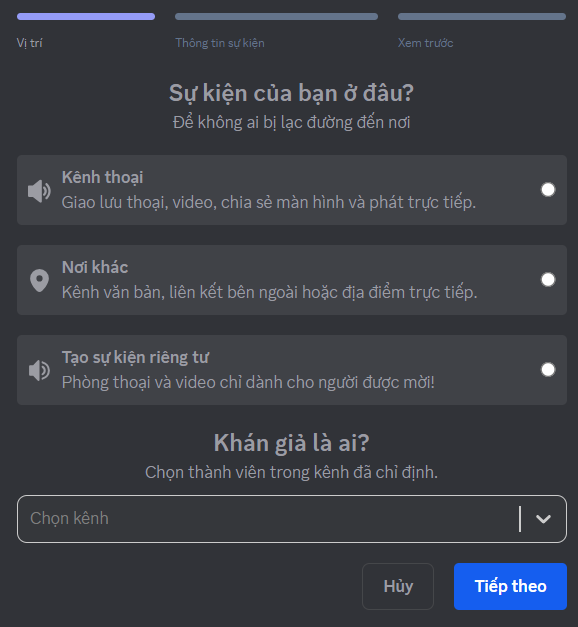 Vị trí
Thông tin sự kiện
Xem trước
Sự kiện của bạn ở đâu?
Để không ai bị lạc đường đến nơi
Kênh thoại
Giao lưu thoại, video, chia sẻ màn hình và phát trực tiếp.
Nơi khác
Kênh văn bản, liên kết bên ngoài hoặc địa điểm trực tiếp.
Tạo sự kiện riêng tư
Phòng thoại và video chỉ dành cho người được mời!
Khán giả là ai?
Chọn thành viên trong kênh đã chỉ định.
Chọn kênh
Hủy
Tiếp theo